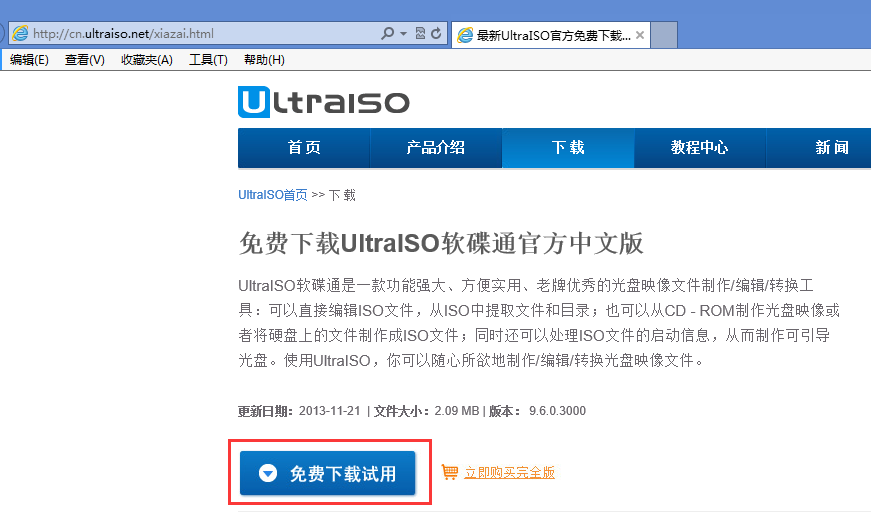 http://cn.ultraiso.net/xiazai.html
最新UltraISO官方免费下载...
编辑(E) 查看(V) 收藏夹(A) 工具(T) 帮助(H)
UltraISO
首 页 产品介绍 下 载 教程中心 新 闻
UltraISO首页 >> 下 载
免费下载UltraISO软碟通官方中文版
UltraISO软碟通是一款功能强大、方便实用、老牌优秀的光盘映像文件制作/编辑/转换工
具：可以直接编辑ISO文件，从ISO中提取文件和目录；也可以从CD - ROM制作光盘映像或
者将硬盘上的文件制作成ISO文件；同时还可以处理ISO文件的启动信息，从而制作可引导
光盘。使用UltraISO，你可以随心所欲地制作/编辑/转换光盘映像文件。
更新日期：2013-11-21 | 文件大小：2.09 MB | 版本： 9.6.0.3000
免费下载试用
立即购买完全版